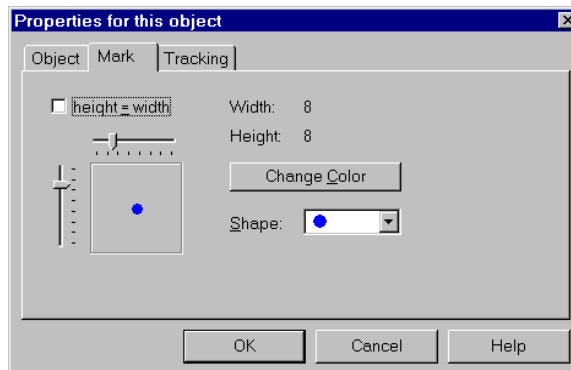 Properties for this object
Object Mark Tracking
height = width
Width: 8
Height: 8
Change Color
Shape:
OK Cancel Help